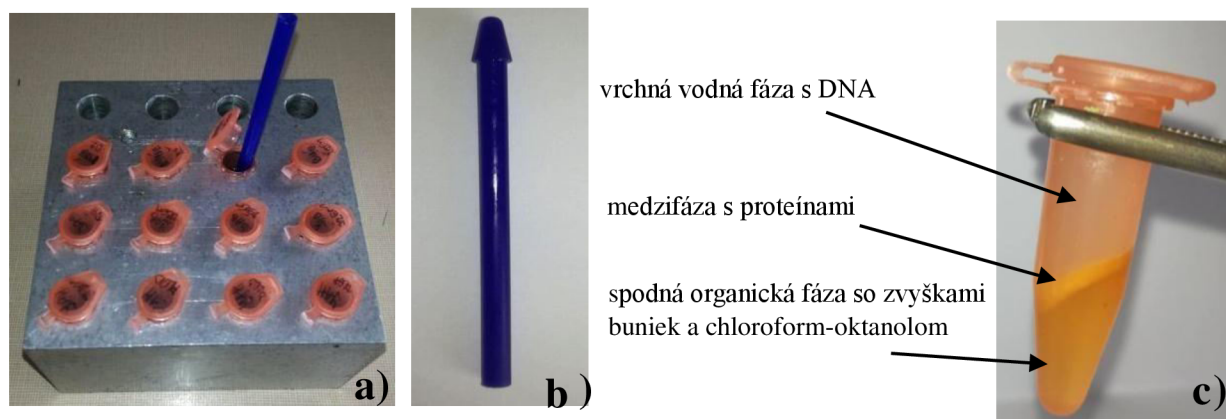 vrchná vodná fáza s DNA
medzifáza s proteínami
spodná organická fáza so zvyškami
buniek a chloroform-oktanolom
a)
b )
c)